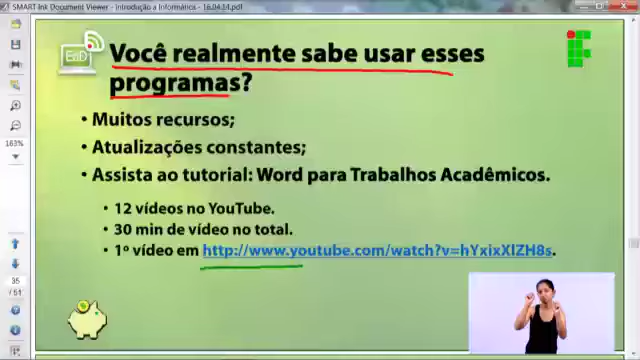 SMART-Ink Document Viewer - Introdução a Informática - 16.04.14.pdf
EaD
Você realmente sabe usar esses
programas?
• Muitos recursos;
• Atualizações constantes;
• Assista ao tutorial: Word para Trabalhos Acadêmicos.
• 12 vídeos no YouTube.
• 30 min de vídeo no total.
• 1º vídeo em http://www.youtube.com/watch?v=hYxixXlZH8s.
163%
35
/ 51